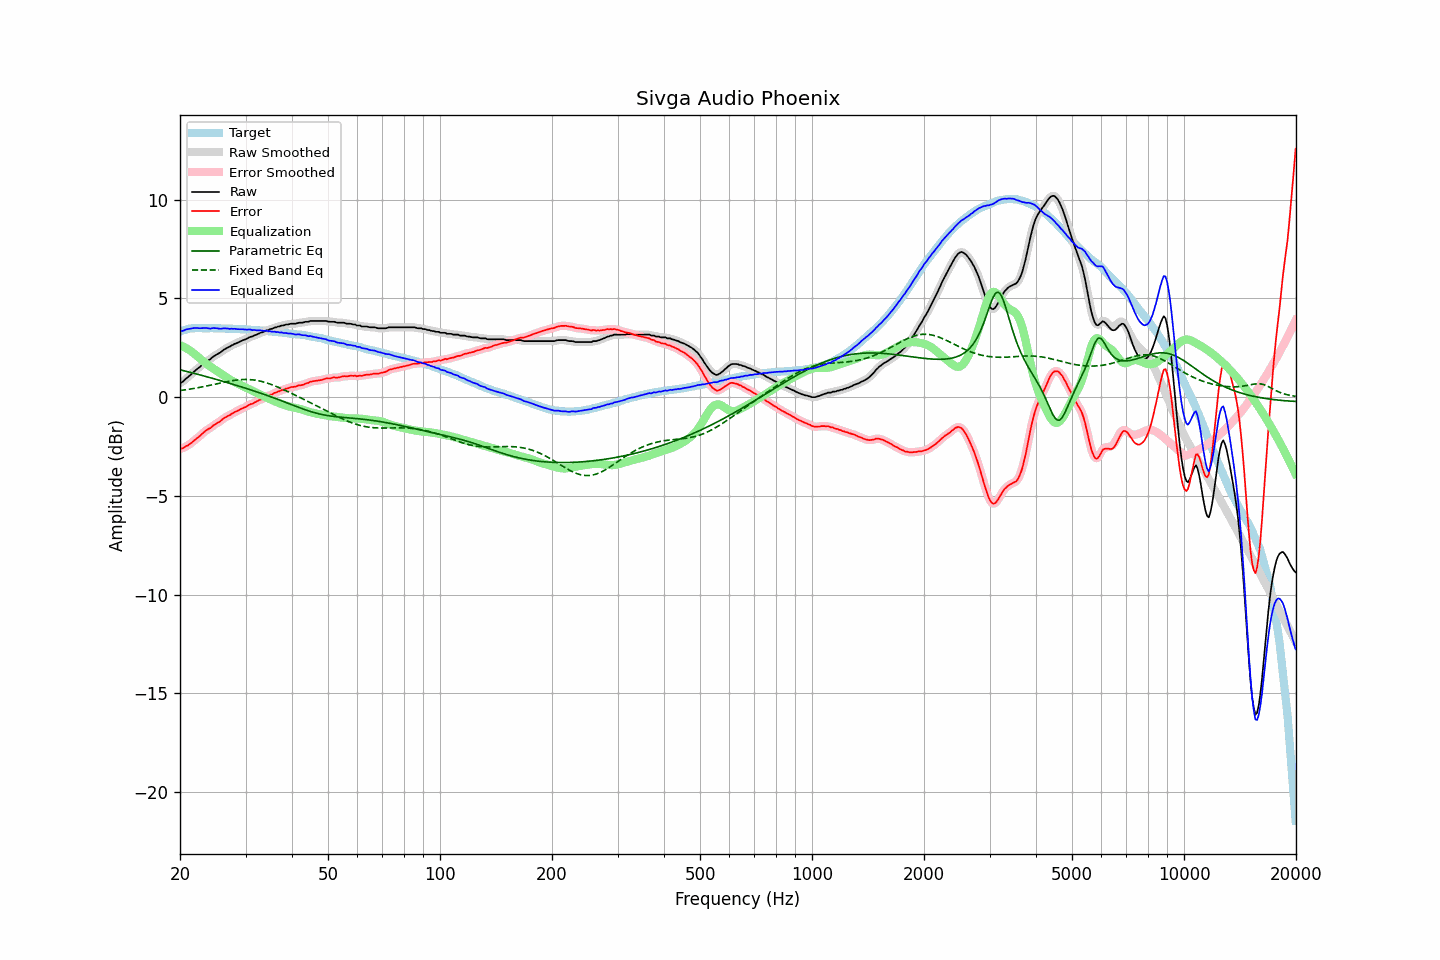 Sivga Audio Phoenix
Target
Raw Smoothed
Error Smoothed
Raw
Error
Equalization
Parametric Eq
Fixed Band Eq
Equalized
10
5
0
−5
−10
−15
−20
Amplitude (dBr)
20 50 100 200 500 1000 2000 5000 10000 20000
Frequency (Hz)